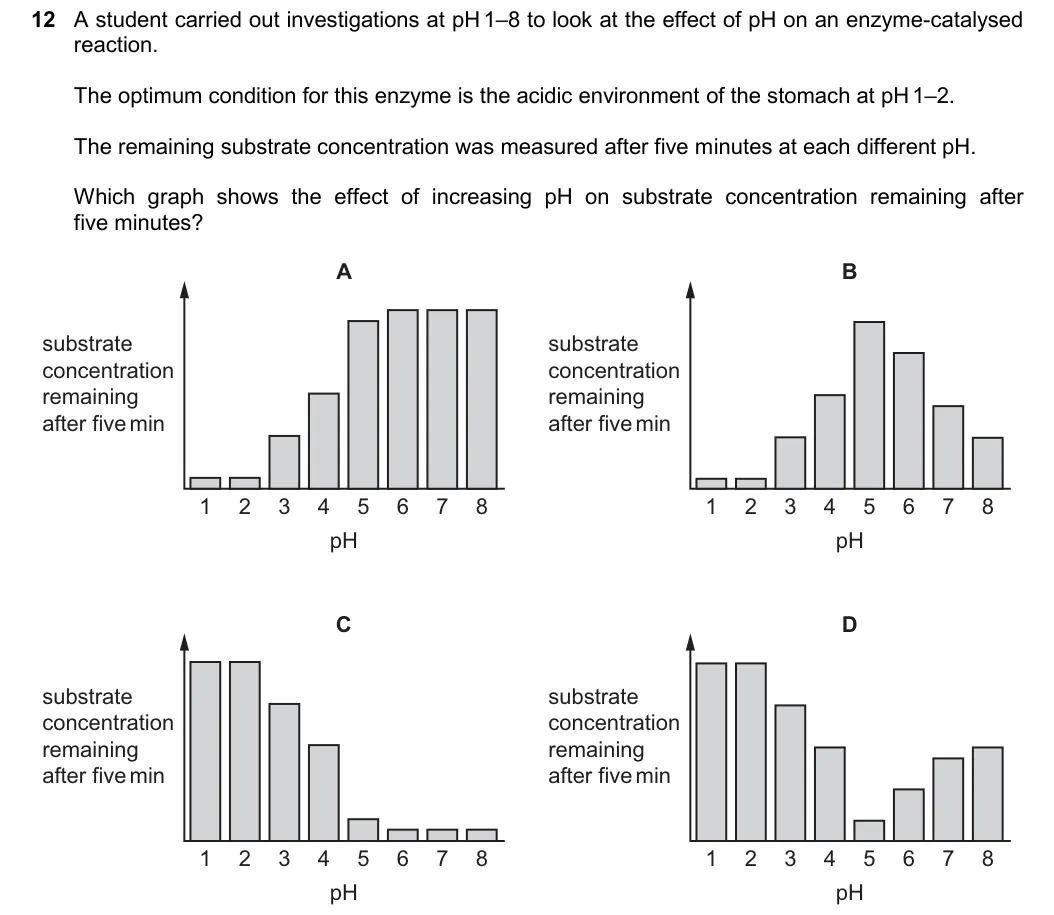 12 A student carried out investigations at pH 1–8 to look at the effect of pH on an enzyme-catalysed
reaction.
The optimum condition for this enzyme is the acidic environment of the stomach at pH 1–2.
The remaining substrate concentration was measured after five minutes at each different pH.
Which graph shows the effect of increasing pH on substrate concentration remaining after
five minutes?
A
substrate
concentration
remaining
after five min
1 2 3 4 5 6 7 8
pH
B
substrate
concentration
remaining
after five min
1 2 3 4 5 6 7 8
pH
C
substrate
concentration
remaining
after five min
1 2 3 4 5 6 7 8
pH
D
substrate
concentration
remaining
after five min
1 2 3 4 5 6 7 8
pH